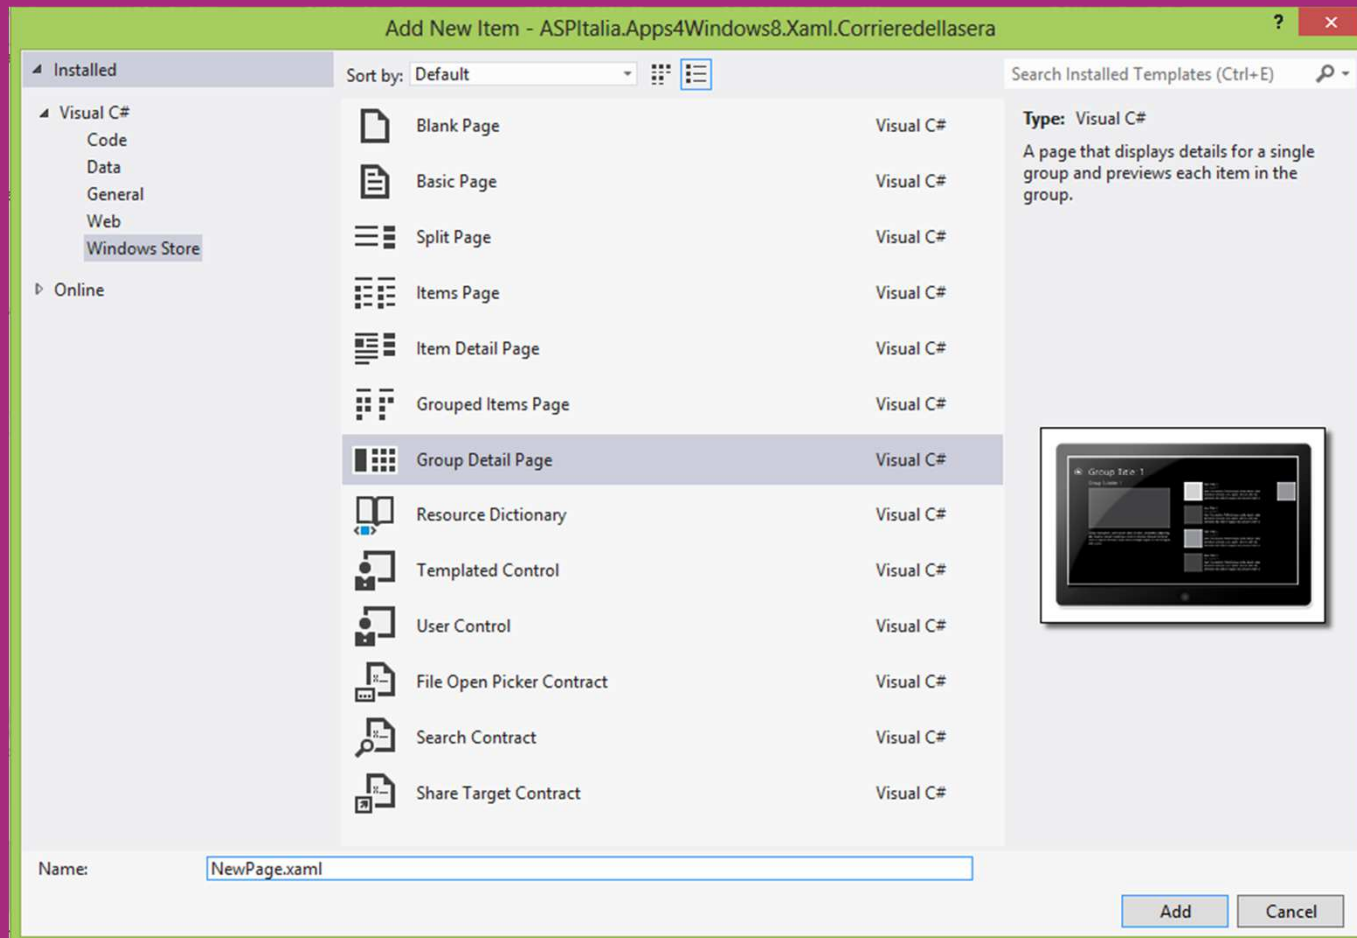 Add New Item - ASPItalia.Apps4Windows8.Xaml.Corrieredellasera
?
Installed
Sort by: Default
Search Installed Templates (Ctrl+E)
Visual C#
Code
Data
General
Web
Windows Store
Online
Blank Page Visual C#
Basic Page Visual C#
Split Page Visual C#
Items Page Visual C#
Item Detail Page Visual C#
Grouped Items Page Visual C#
Group Detail Page Visual C#
Resource Dictionary Visual C#
Templated Control Visual C#
User Control Visual C#
File Open Picker Contract Visual C#
Search Contract Visual C#
Share Target Contract Visual C#
Type: Visual C#
A page that displays details for a single
group and previews each item in the
group.
Group Title 1
Name: NewPage.xaml
Add Cancel